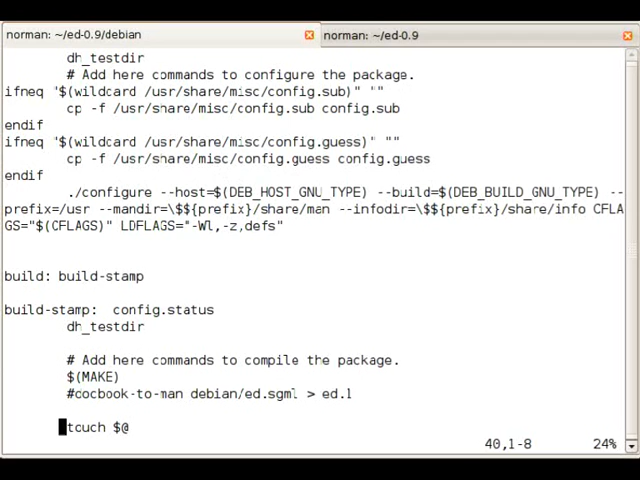 norman: ~/ed-0.9/debian
norman: ~/ed-0.9
dh_testdir
# Add here commands to configure the package.
ifneq "$(wildcard /usr/share/misc/config.sub)" ""
cp -f /usr/share/misc/config.sub config.sub
endif
ifneq "$(wildcard /usr/share/misc/config.guess)" ""
cp -f /usr/share/misc/config.guess config.guess
endif
./configure --host=$(DEB_HOST_GNU_TYPE) --build=$(DEB_BUILD_GNU_TYPE) --
prefix=/usr --mandir=\$${prefix}/share/man --infodir=\$${prefix}/share/info CFLA
GS="$(CFLAGS)" LDFLAGS="-Wl,-z,defs"
build: build-stamp
build-stamp:  config.status
dh_testdir
# Add here commands to compile the package.
$(MAKE)
#docbook-to-man debian/ed.sgml > ed.1
touch $@
40,1-8
24%